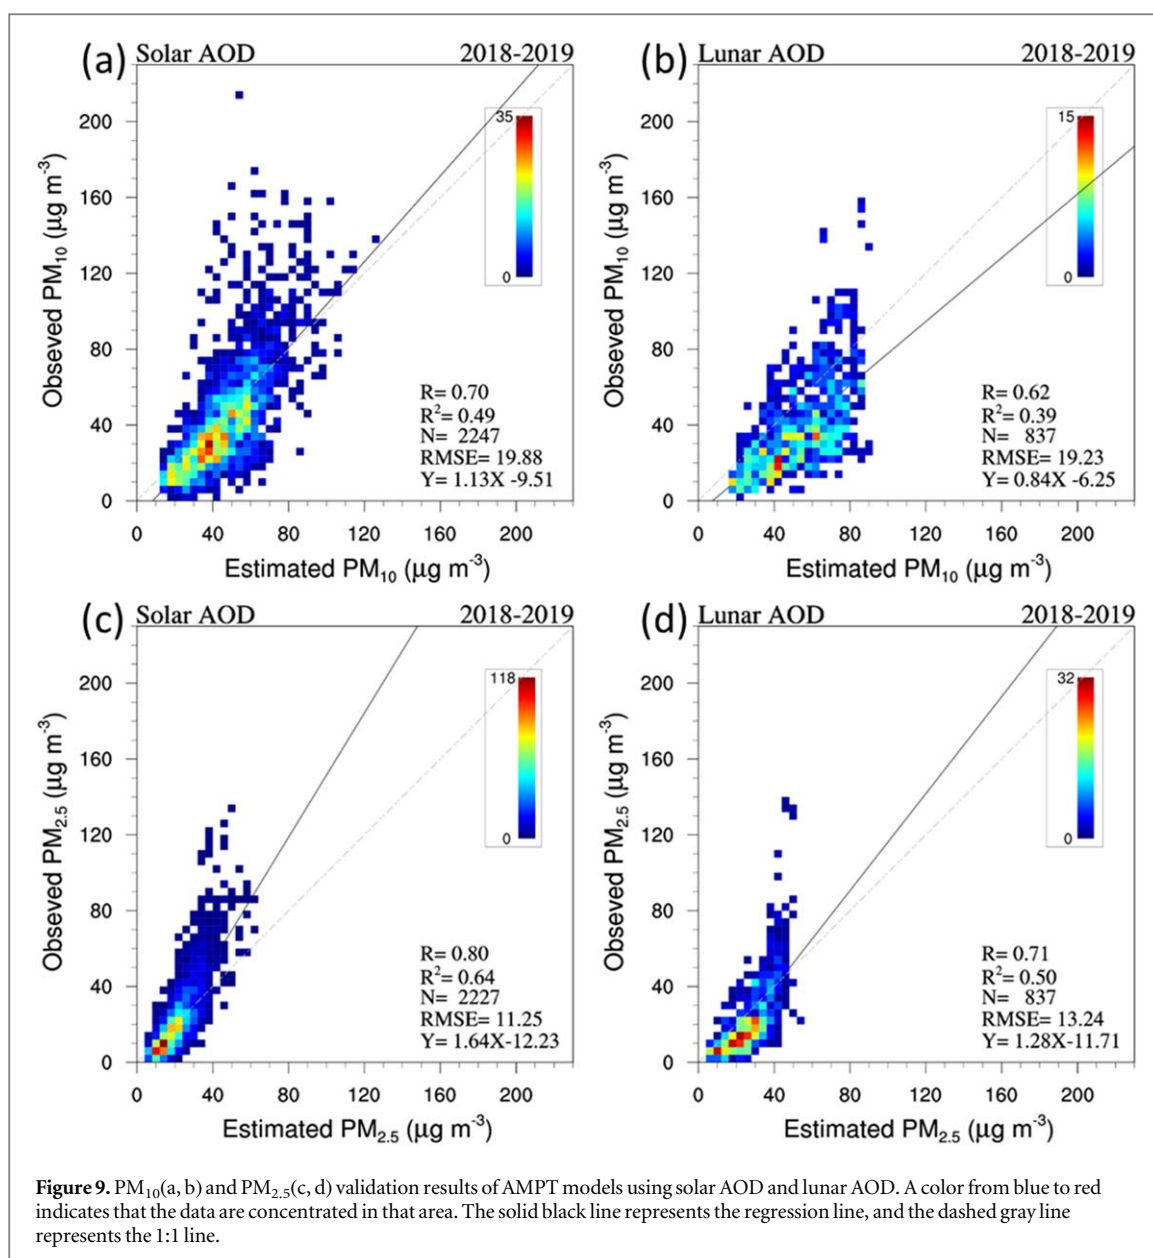 (a) Solar AOD 2018-2019
Obseved PM10 (μg m-3)
200
160
120
80
40
0
35
0
R= 0.70
R2= 0.49
N= 2247
RMSE= 19.88
Y= 1.13X -9.51
0 40 80 120 160 200
Estimated PM10 (μg m-3)
(b) Lunar AOD 2018-2019
Obseved PM10 (μg m-3)
200
160
120
80
40
0
15
0
R= 0.62
R2= 0.39
N= 837
RMSE= 19.23
Y= 0.84X -6.25
0 40 80 120 160 200
Estimated PM10 (μg m-3)
(c) Solar AOD 2018-2019
Obseved PM2.5 (μg m-3)
200
160
120
80
40
0
118
0
R= 0.80
R2= 0.64
N= 2227
RMSE= 11.25
Y= 1.64X-12.23
0 40 80 120 160 200
Estimated PM2.5 (μg m-3)
(d) Lunar AOD 2018-2019
Obseved PM2.5 (μg m-3)
200
160
120
80
40
0
32
0
R= 0.71
R2= 0.50
N= 837
RMSE= 13.24
Y= 1.28X-11.71
0 40 80 120 160 200
Estimated PM2.5 (μg m-3)
Figure 9. PM10(a, b) and PM2.5(c, d) validation results of AMPT models using solar AOD and lunar AOD. A color from blue to red
indicates that the data are concentrated in that area. The solid black line represents the regression line, and the dashed gray line
represents the 1:1 line.